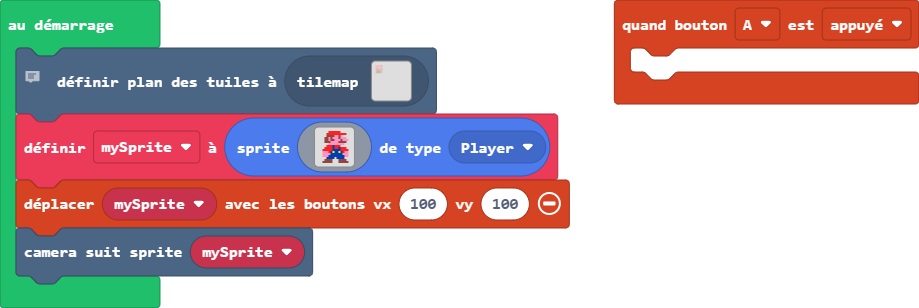 au démarrage
définir plan des tuiles à tilemap
définir mySprite à sprite de type Player
déplacer mySprite avec les boutons vx 100 vy 100
camera suit sprite mySprite
quand bouton A est appuyé